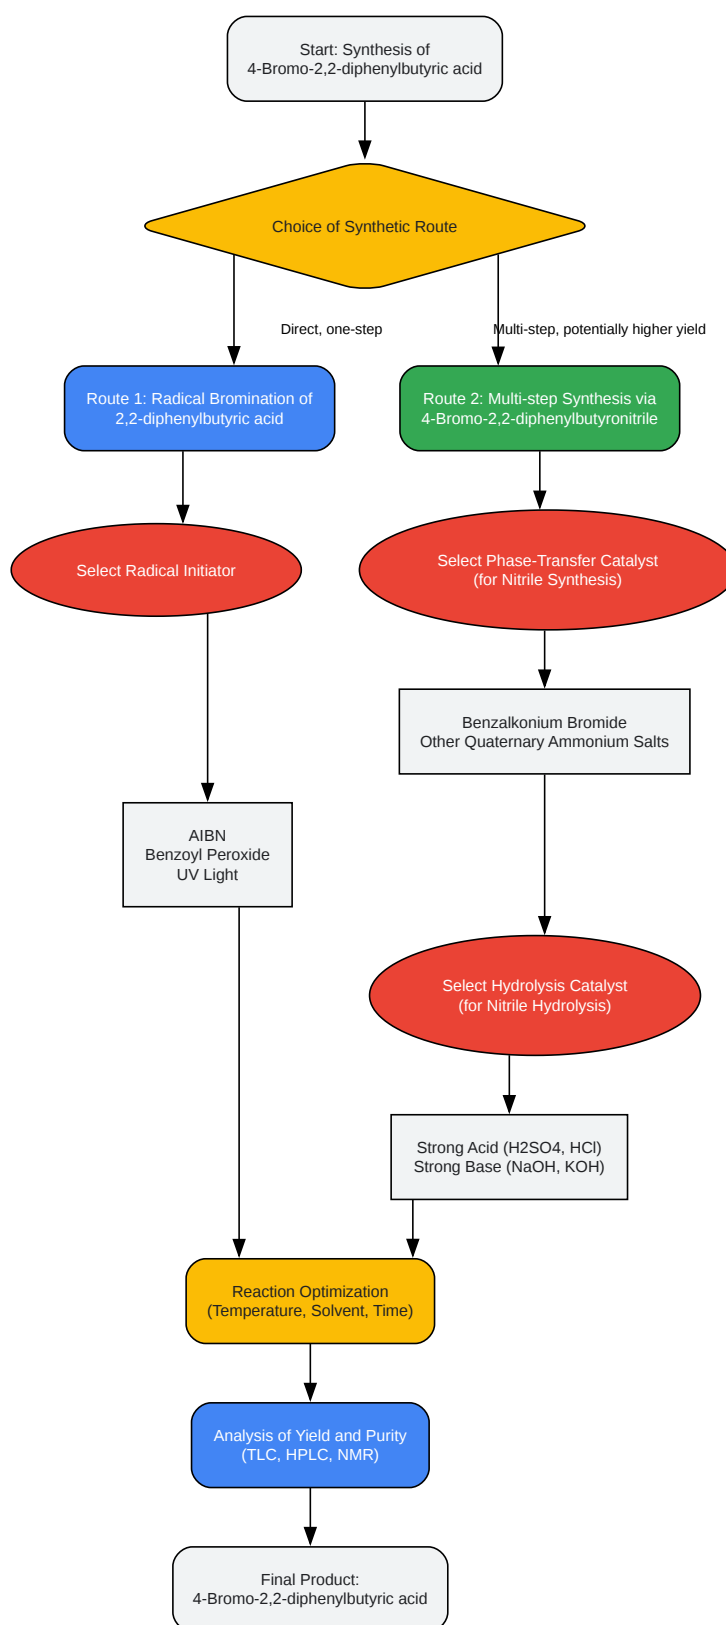 Start: Synthesis of
4-Bromo-2,2-diphenylbutyric acid
Choice of Synthetic Route
Direct, one-step
Multi-step, potentially higher yield
Route 1: Radical Bromination of
2,2-diphenylbutyric acid
Route 2: Multi-step Synthesis via
4-Bromo-2,2-diphenylbutyronitrile
Select Radical Initiator
Select Phase-Transfer Catalyst
(for Nitrile Synthesis)
Benzalkonium Bromide
Other Quaternary Ammonium Salts
AIBN
Benzoyl Peroxide
UV Light
Select Hydrolysis Catalyst
(for Nitrile Hydrolysis)
Strong Acid (H2SO4, HCl)
Strong Base (NaOH, KOH)
Reaction Optimization
(Temperature, Solvent, Time)
Analysis of Yield and Purity
(TLC, HPLC, NMR)
Final Product:
4-Bromo-2,2-diphenylbutyric acid